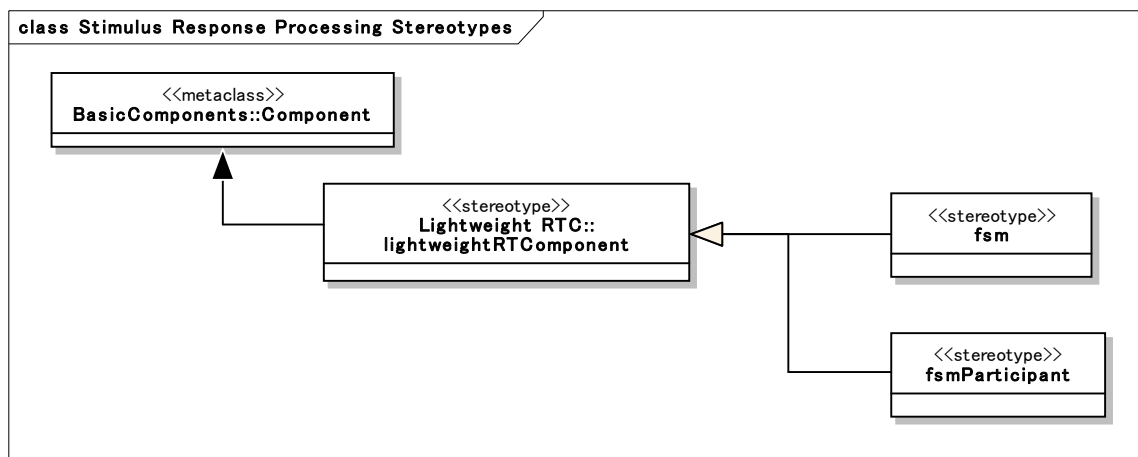 class Stimulus Response Processing Stereotypes
<<metaclass>>
BasicComponents::Component
<<stereotype>>
Lightweight RTC::
lightweightRTComponent
<<stereotype>>
fsm
<<stereotype>>
fsmParticipant